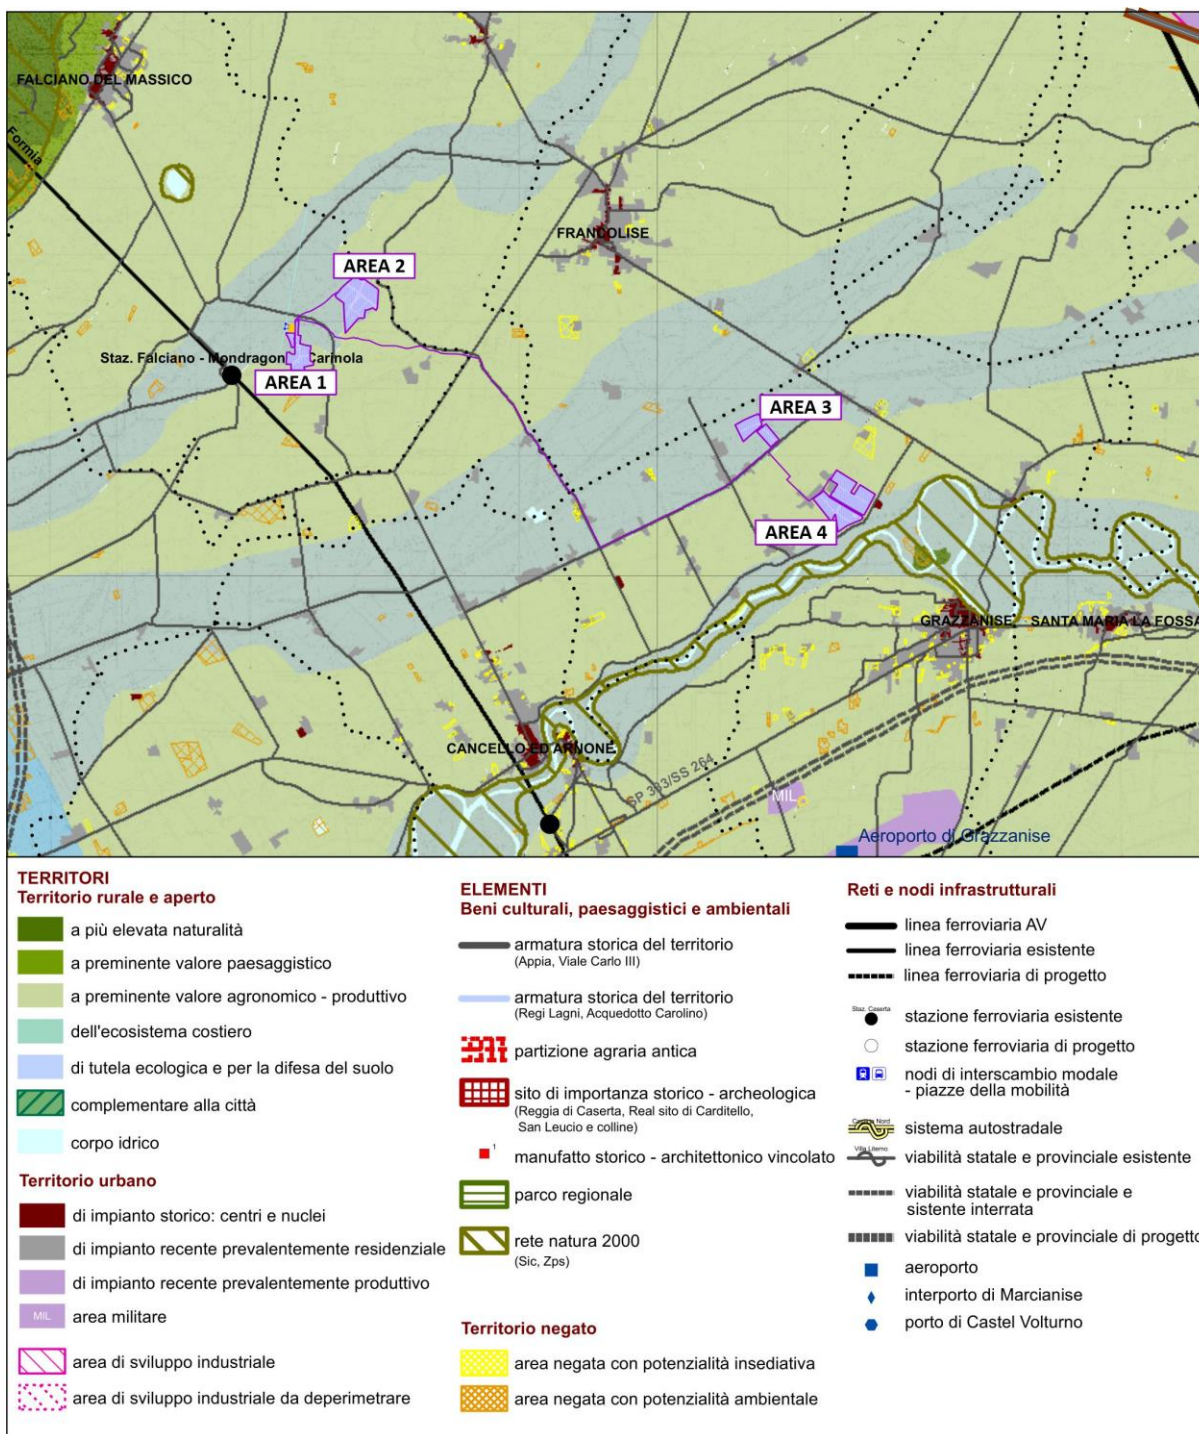 FALCIANO DEL MASSICO
Formia
FRANCOLISE
AREA 2
Staz. Falciano - Mondragone Carinola
AREA 1
AREA 3
AREA 4
GRAZZANISE
SANTA MARIA LA FOSSA
CANCELLO ED ARNONE
SP 333/SS 264
MIL
Aeroporto di Grazzanise
TERRITORI
Territorio rurale e aperto
a più elevata naturalità
a preminente valore paesaggistico
a preminente valore agronomico - produttivo
dell'ecosistema costiero
di tutela ecologica e per la difesa del suolo
complementare alla città
corpo idrico
Territorio urbano
di impianto storico: centri e nuclei
di impianto recente prevalentemente residenziale
di impianto recente prevalentemente produttivo
MIL
area militare
area di sviluppo industriale
area di sviluppo industriale da deperimetrare
ELEMENTI
Beni culturali, paesaggistici e ambientali
armatura storica del territorio
(Appia, Viale Carlo III)
armatura storica del territorio
(Regi Lagni, Acquedotto Carolino)
partizione agraria antica
sito di importanza storico - archeologica
(Reggia di Caserta, Real sito di Carditello,
San Leucio e colline)
1
manufatto storico - architettonico vincolato
parco regionale
rete natura 2000
(Sic, Zps)
Territorio negato
area negata con potenzialità insediativa
area negata con potenzialità ambientale
Reti e nodi infrastrutturali
linea ferroviaria AV
linea ferroviaria esistente
linea ferroviaria di progetto
Staz. Caserta
stazione ferroviaria esistente
stazione ferroviaria di progetto
nodi di interscambio modale
- piazze della mobilità
Nord
sistema autostradale
Villa Literno
viabilità statale e provinciale esistente
viabilità statale e provinciale e
sistente interrata
viabilità statale e provinciale di progetto
aeroporto
interporto di Marcianise
porto di Castel Volturno